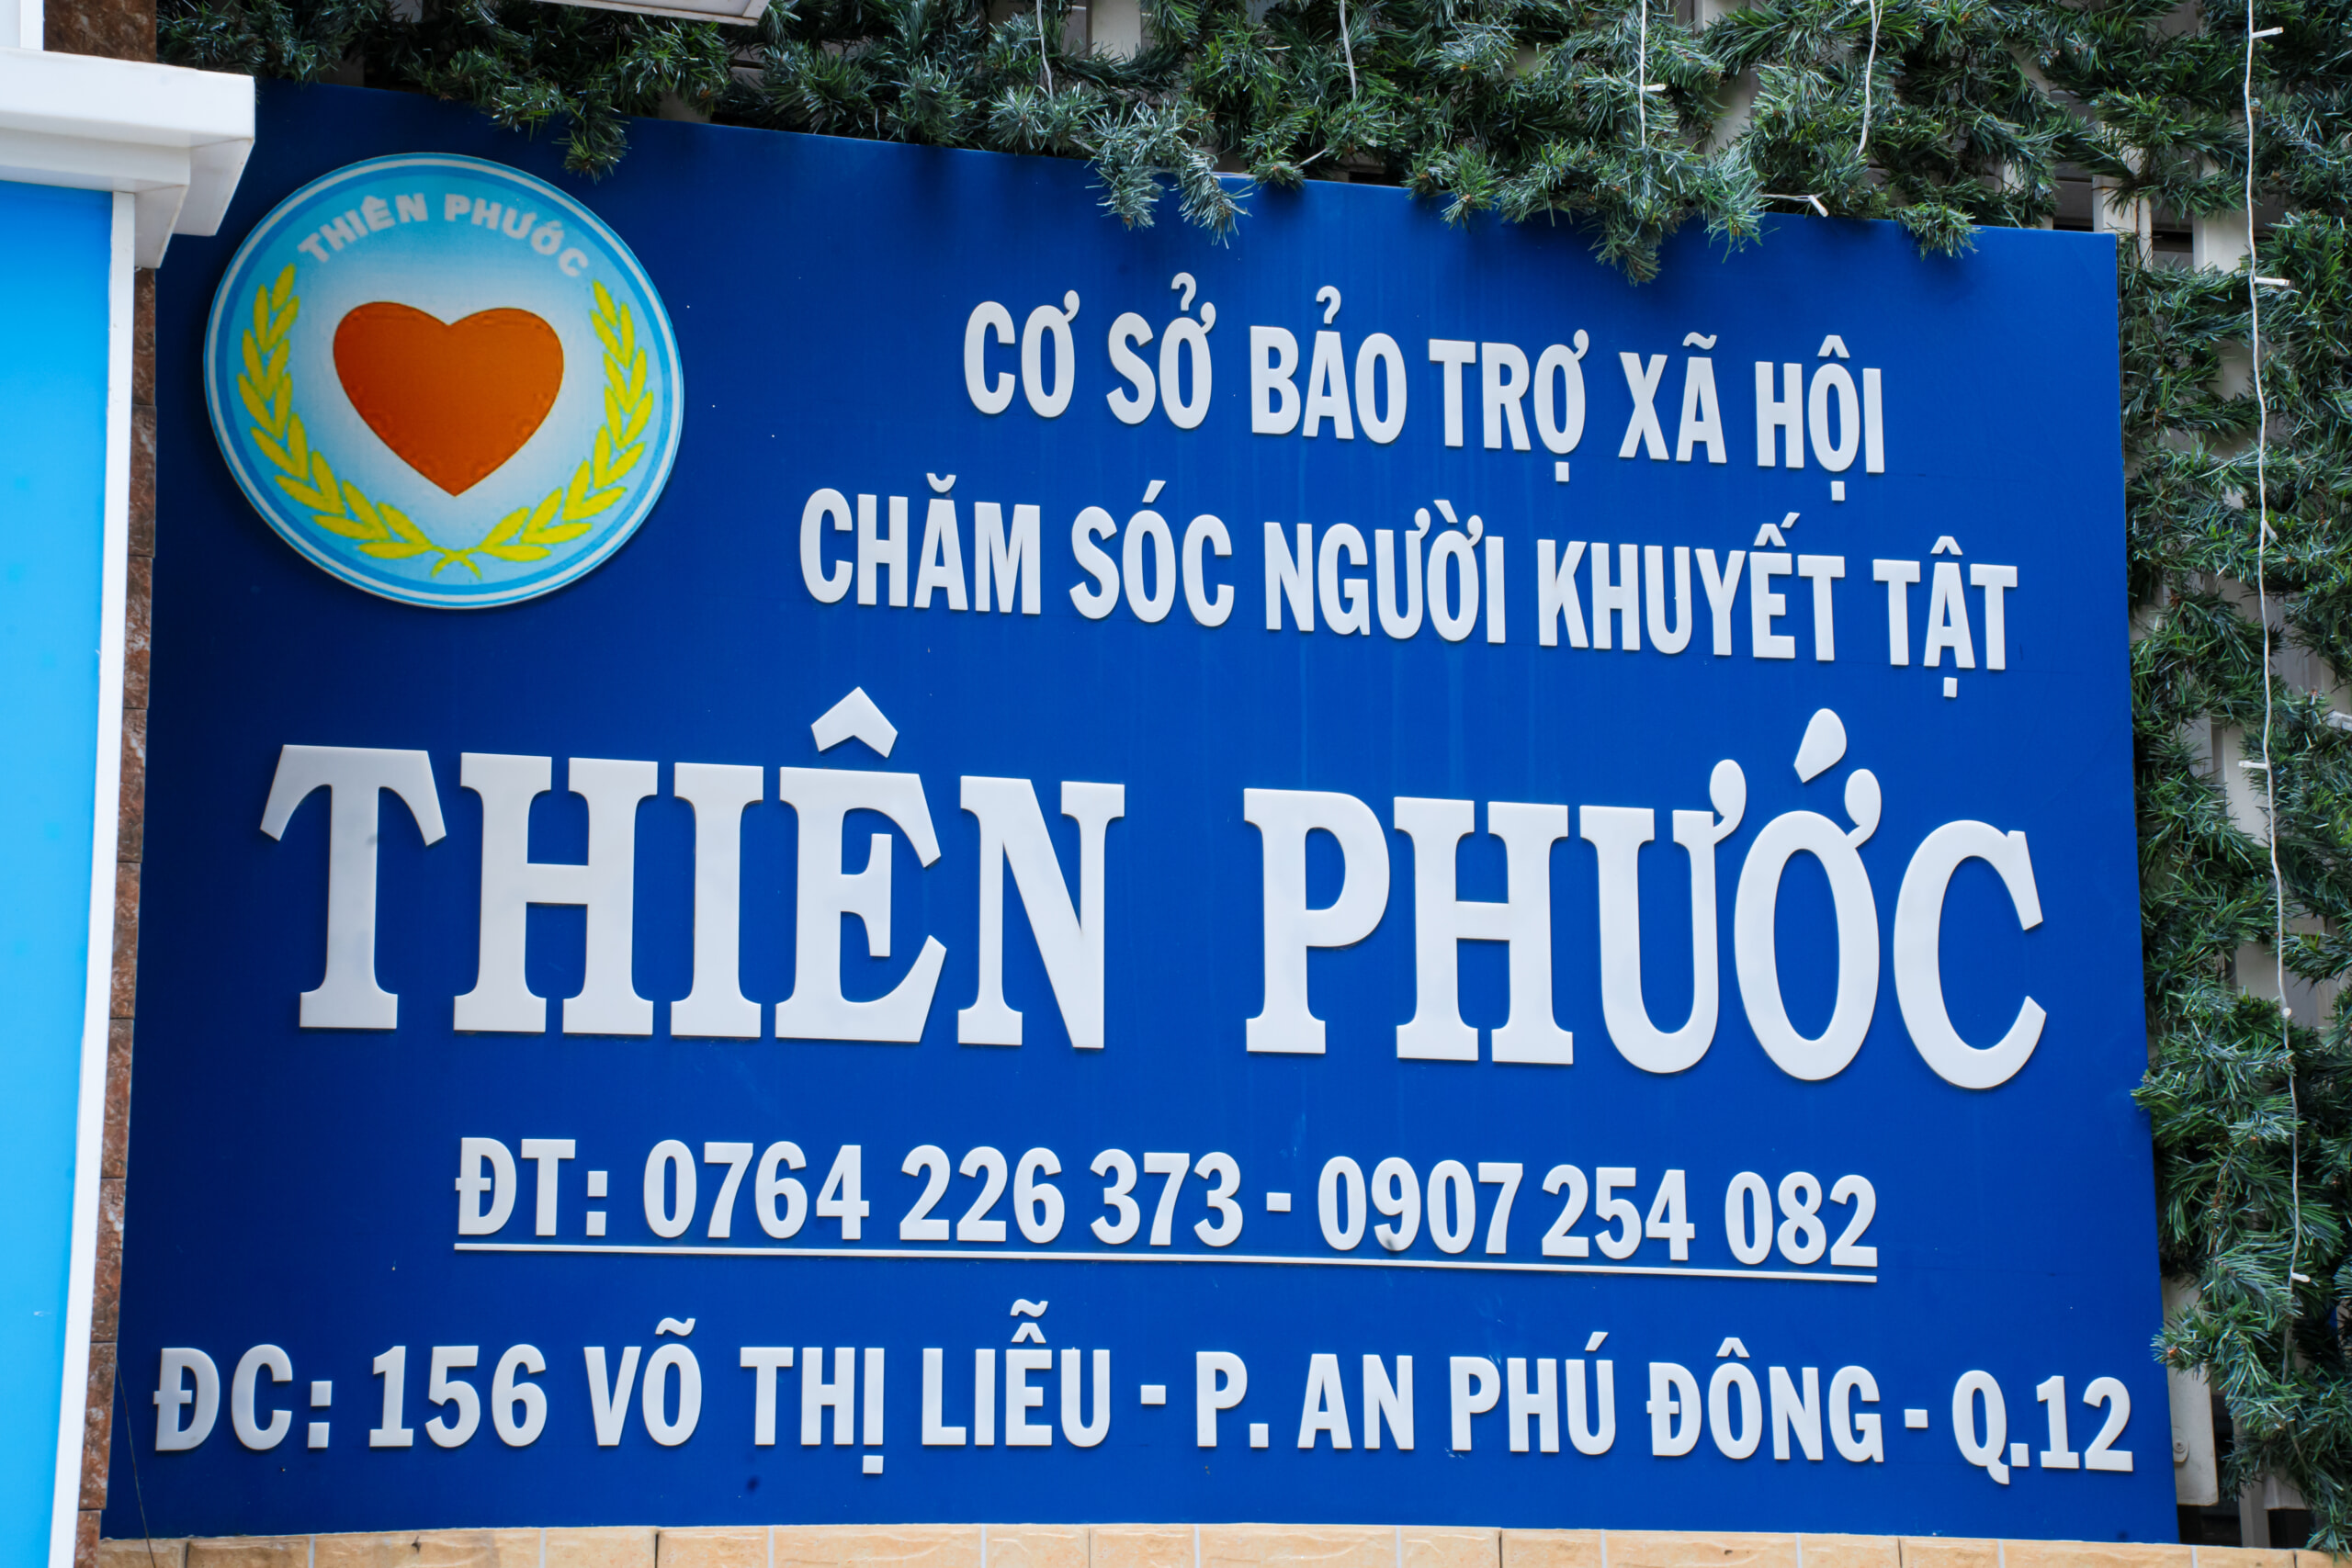 THIÊN PHƯỚC
CƠ SỞ BẢO TRỢ XÃ HỘI
CHĂM SÓC NGƯỜI KHUYẾT TẬT
THIÊN PHƯỚC
ĐT: 0764 226 373 - 0907 254 082
ĐC: 156 VÕ THỊ LIỄU - P. AN PHÚ ĐÔNG - Q.12